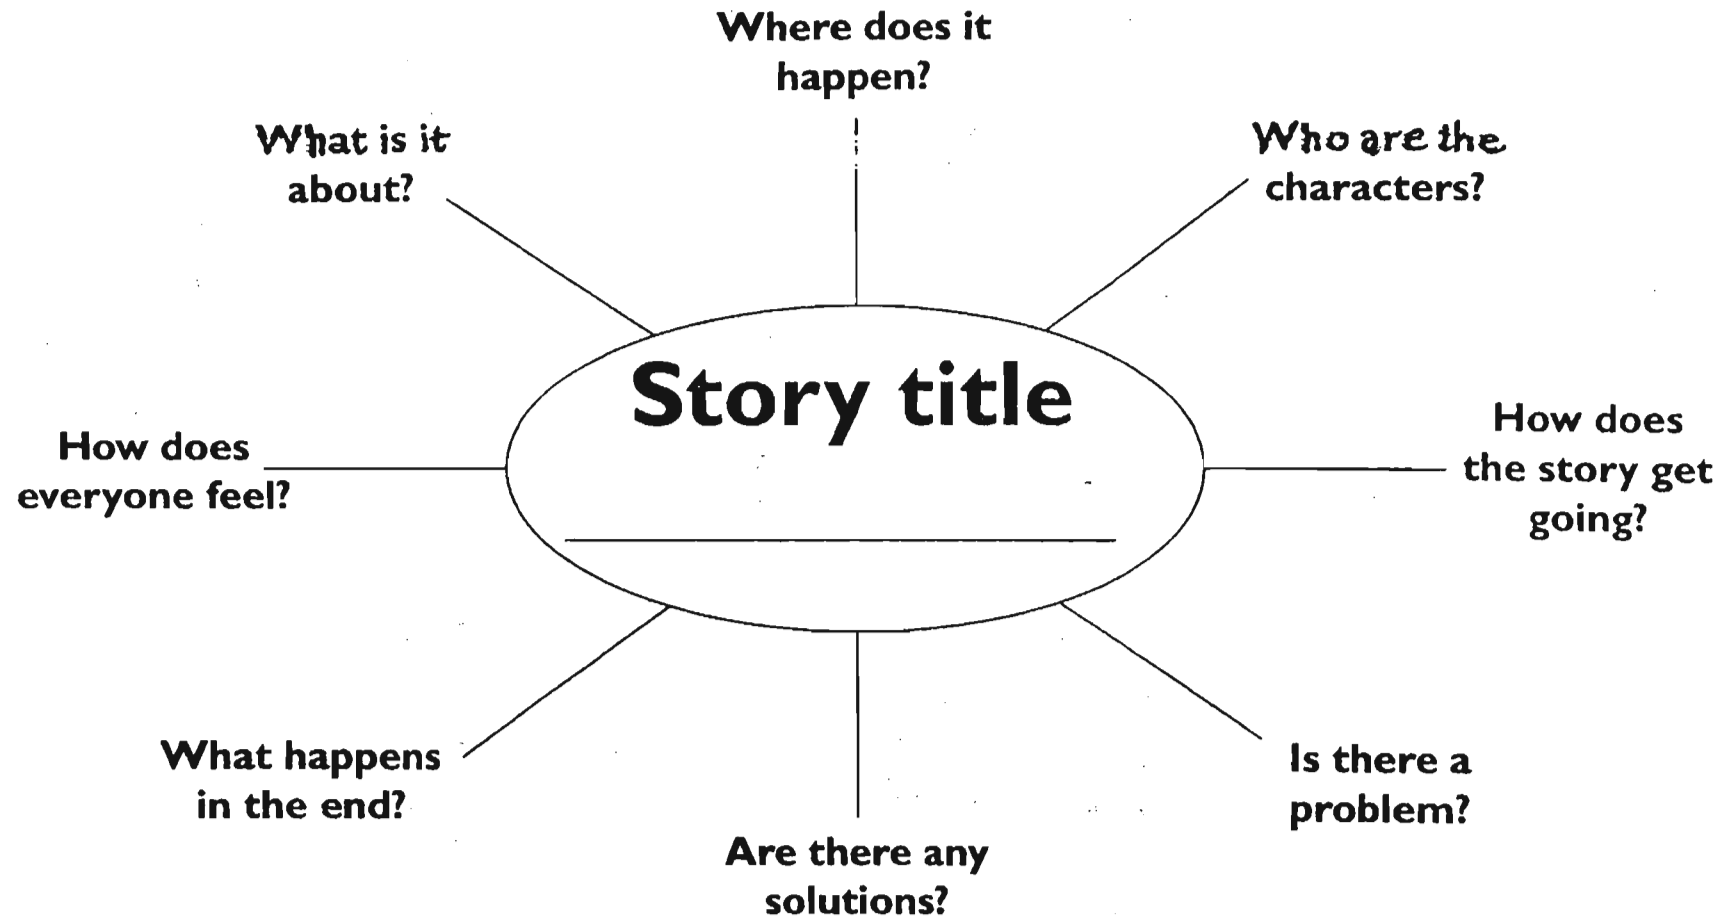 Where does it
happen?
What is it
about?
Who are the
characters?
Story title
How does
everyone feel?
How does
the story get
going?
What happens
in the end?
Is there a
problem?
Are there any
solutions?